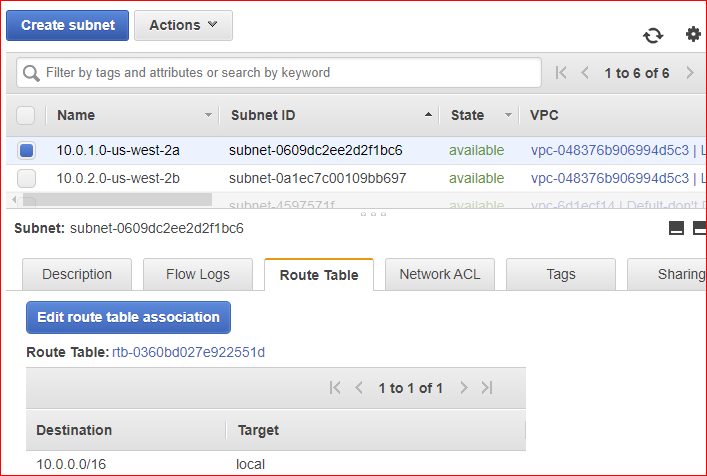 Create subnet Actions
Filter by tags and attributes or search by keyword 1 to 6 of 6
Name Subnet ID State VPC
10.0.1.0-us-west-2a subnet-0609dc2ee2d2f1bc6 available vpc-048376b906994d5c3 | L
10.0.2.0-us-west-2b subnet-0a1ec7c00109bb697 available vpc-048376b906994d5c3 | L
subnet-4597571f available vpc-6d1ecf14 | Defult-don't D
Subnet: subnet-0609dc2ee2d2f1bc6
Description Flow Logs Route Table Network ACL Tags Sharing
Edit route table association
Route Table: rtb-0360bd027e922551d
1 to 1 of 1
Destination Target
10.0.0.0/16 local